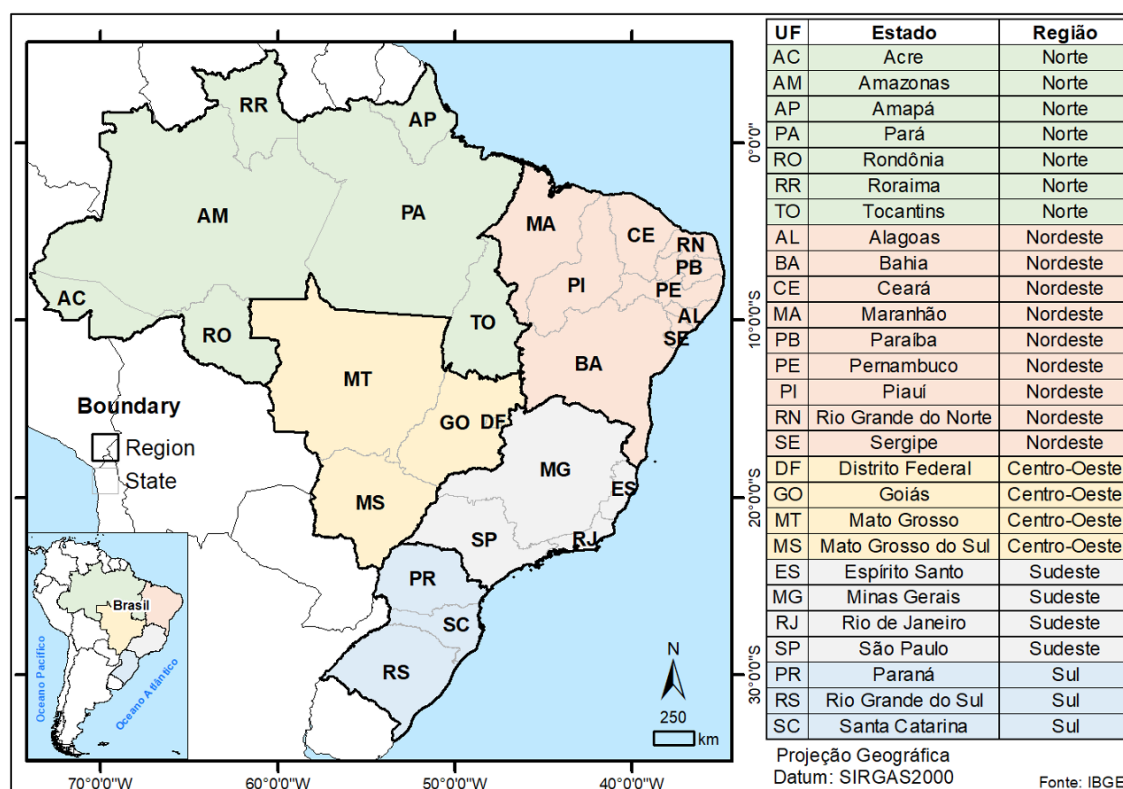 RR
AP
AM
PA
MA
CE
RN
PB
PI
PE
AC
RO
TO
AL
SE
MT
BA
GO
DF
MG
ES
MS
SP
RJ
PR
SC
RS
Boundary
Region
State
Brasil
Oceano Pacífico
Oceano Atlântico
N
250
km
70°0'0"W
60°0'0"W
50°0'0"W
40°0'0"W
0°0'0"
10°0'0"S
20°0'0"S
30°0'0"S
UF Estado Região
AC Acre Norte
AM Amazonas Norte
AP Amapá Norte
PA Pará Norte
RO Rondônia Norte
RR Roraima Norte
TO Tocantins Norte
AL Alagoas Nordeste
BA Bahia Nordeste
CE Ceará Nordeste
MA Maranhão Nordeste
PB Paraíba Nordeste
PE Pernambuco Nordeste
PI Piauí Nordeste
RN Rio Grande do Norte Nordeste
SE Sergipe Nordeste
DF Distrito Federal Centro-Oeste
GO Goiás Centro-Oeste
MT Mato Grosso Centro-Oeste
MS Mato Grosso do Sul Centro-Oeste
ES Espírito Santo Sudeste
MG Minas Gerais Sudeste
RJ Rio de Janeiro Sudeste
SP São Paulo Sudeste
PR Paraná Sul
RS Rio Grande do Sul Sul
SC Santa Catarina Sul
Projeção Geográfica
Datum: SIRGAS2000
Fonte: IBGE